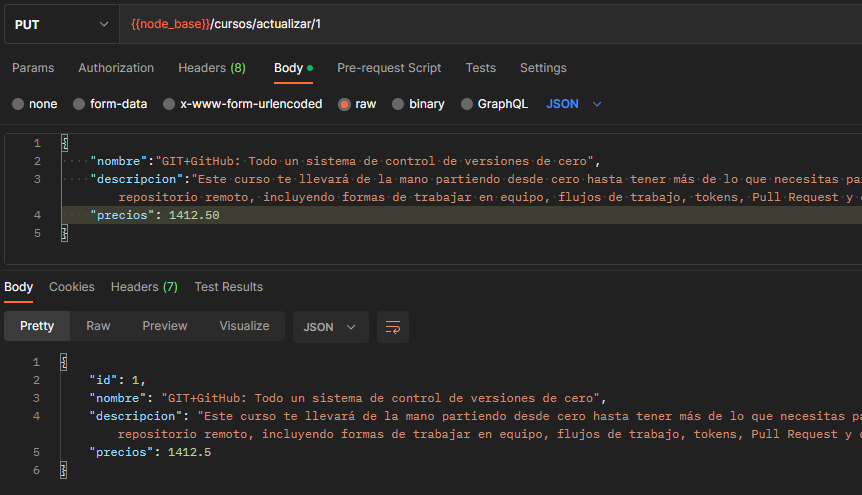 PUT {{node_base}}/cursos/actualizar/1
Params Authorization Headers (8) Body Pre-request Script Tests Settings
none form-data x-www-form-urlencoded raw binary GraphQL JSON
1 {
2 "nombre":"GIT+GitHub: Todo un sistema de control de versiones de cero",
3 "descripcion":"Este curso te llevará de la mano partiendo desde cero hasta tener más de lo que necesitas
repositorio remoto, incluyendo formas de trabajar en equipo, flujos de trabajo, tokens, Pull Request y
4 "precios": 1412.50
5 }
Body Cookies Headers (7) Test Results
Pretty Raw Preview Visualize JSON
1 {
2 "id": 1,
3 "nombre": "GIT+GitHub: Todo un sistema de control de versiones de cero",
4 "descripcion": "Este curso te llevará de la mano partiendo desde cero hasta tener más de lo que necesitas
repositorio remoto, incluyendo formas de trabajar en equipo, flujos de trabajo, tokens, Pull Request y
5 "precios": 1412.5
6 }